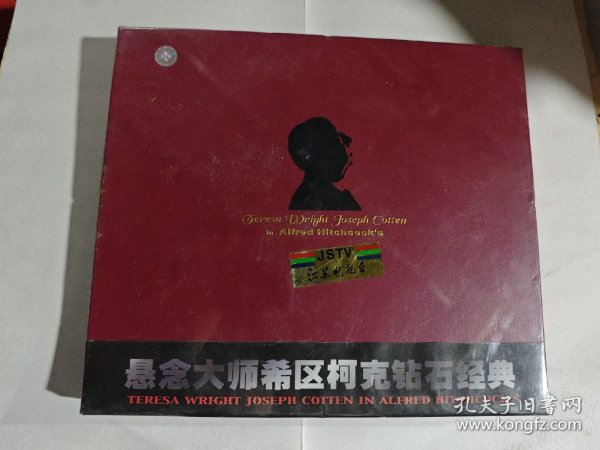 Teresa Wright Joseph Cotten
In Alfred Hitchcock's
JSTV
江苏电视台
悬念大师希区柯克钻石经典
TERESA WRIGHT JOSEPH COTTEN IN ALFRED HITCHCOCK'S
孔夫子旧书网
www.kongfz.com